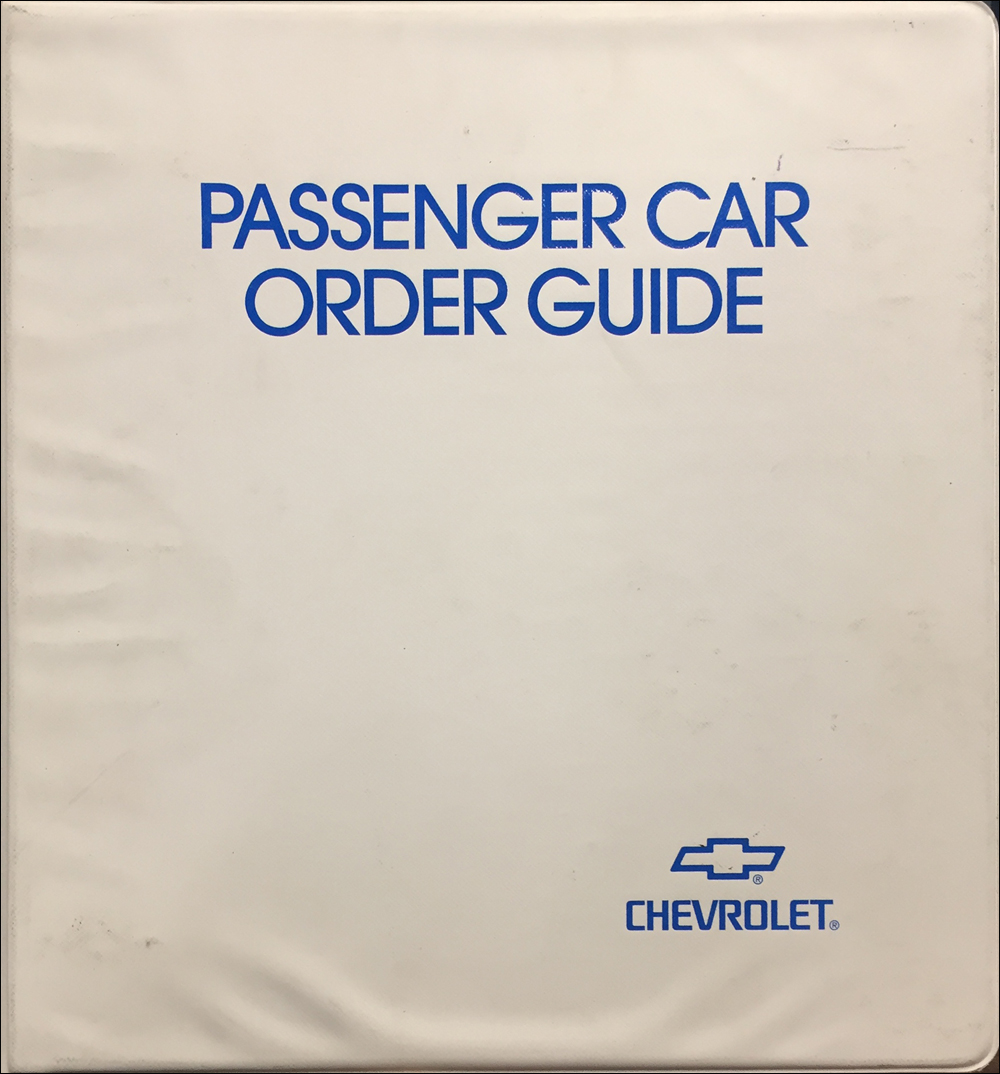 PASSENGER CAR
ORDER GUIDE
®
CHEVROLET®